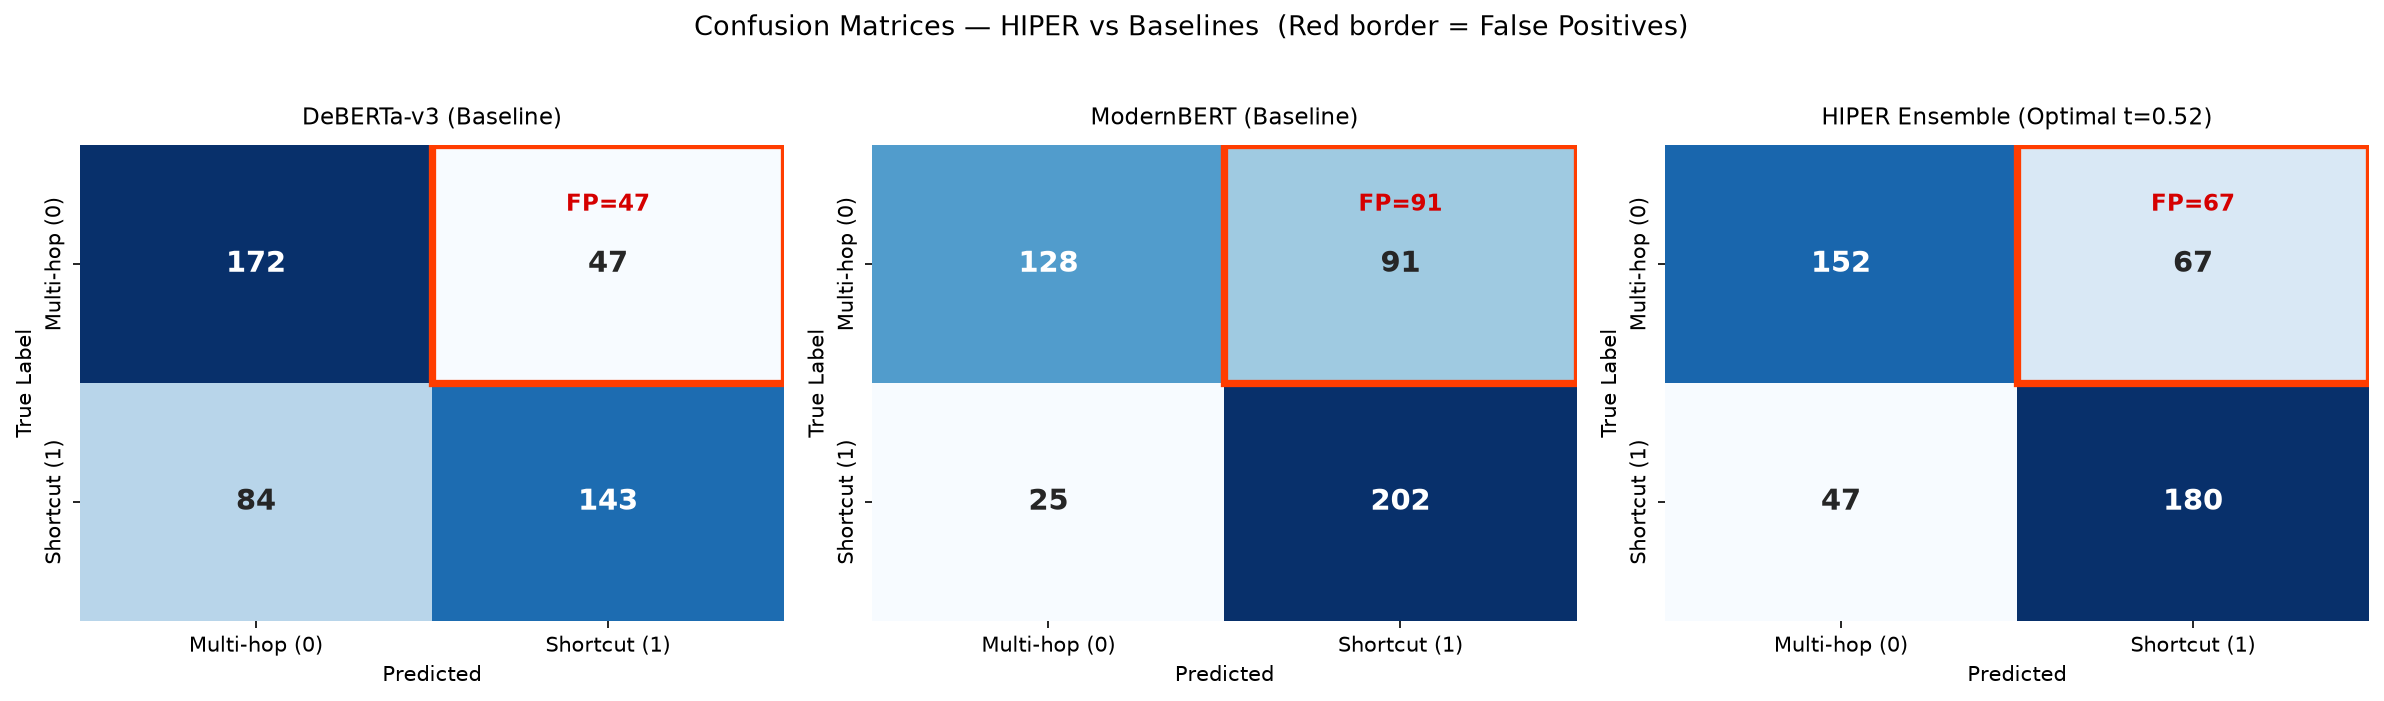 Confusion Matrices — HIPER vs Baselines  (Red border = False Positives)
DeBERTa-v3 (Baseline)
True Label
Multi-hop (0)
Shortcut (1)
172
FP=47
47
84
143
Multi-hop (0)
Shortcut (1)
Predicted
ModernBERT (Baseline)
True Label
Multi-hop (0)
Shortcut (1)
128
FP=91
91
25
202
Multi-hop (0)
Shortcut (1)
Predicted
HIPER Ensemble (Optimal t=0.52)
True Label
Multi-hop (0)
Shortcut (1)
152
FP=67
67
47
180
Multi-hop (0)
Shortcut (1)
Predicted